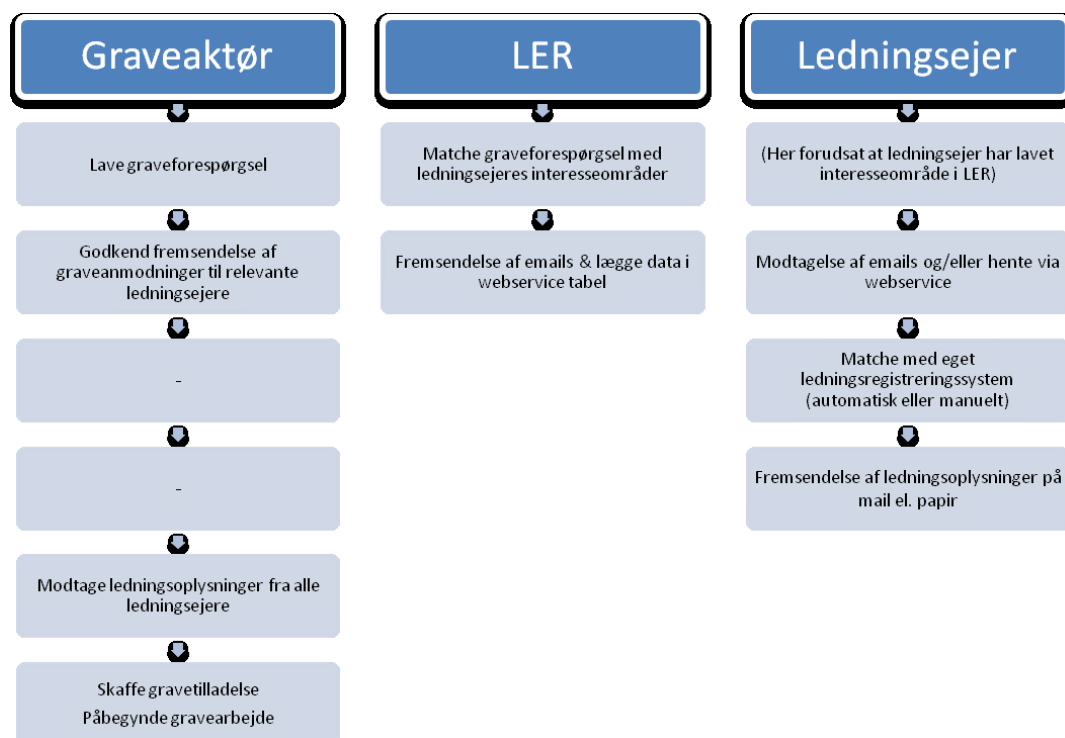 Graveaktør
Lave graveforespørgsel
Godkend fremsendelse af
graveanmodninger til relevante
ledningsejere
-
-
Modtage ledningsoplysninger fra alle
ledningsejere
Skaffe gravetilladelse
Påbegynde gravearbejde
LER
Matche graveforespørgsel med
ledningsejeres interesseområder
Fremsendelse af emails & lægge data i
webservice tabel
Ledningsejer
(Her forudsat at ledningsejer har lavet
interesseområde i LER)
Modtagelse af emails og/eller hente via
webservice
Matche med eget
ledningsregistreringssystem
(automatisk eller manuelt)
Fremsendelse af ledningsoplysninger på
mail el. papir